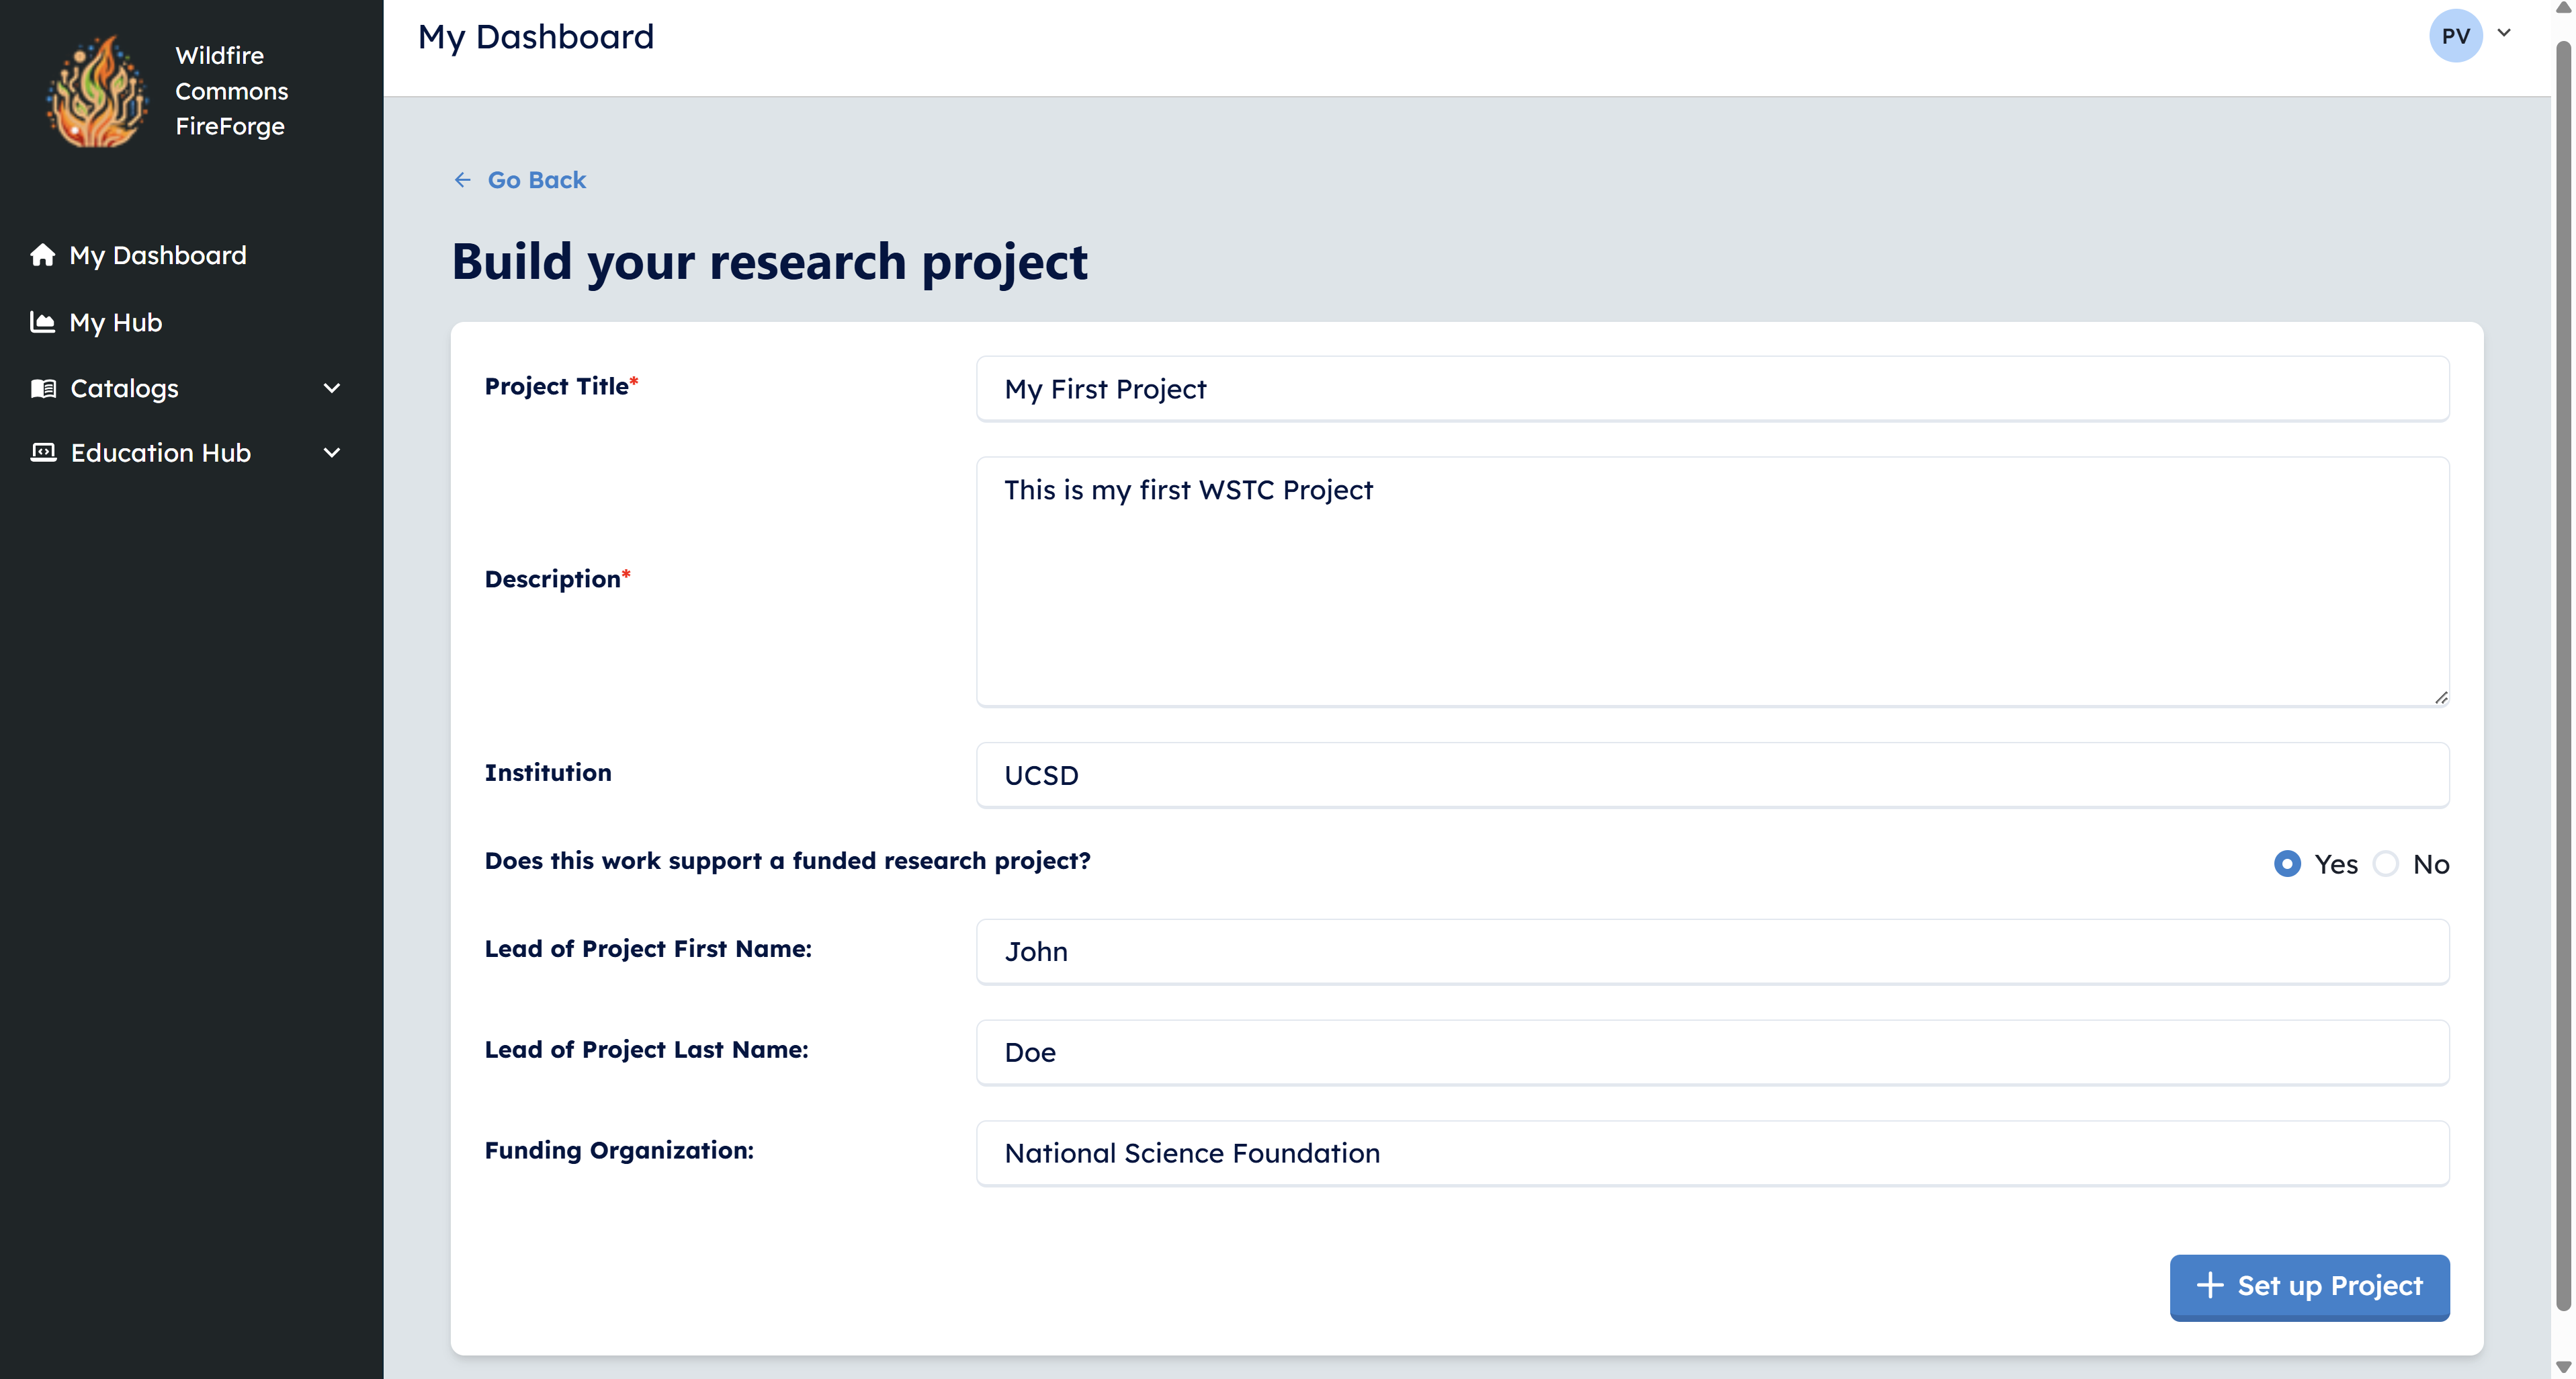 Wildfire
Commons
FireForge
My Dashboard
My Hub
Catalogs
Education Hub
My Dashboard
PV
Go Back
Build your research project
Project Title*
My First Project
Description*
This is my first WSTC Project
Institution
UCSD
Does this work support a funded research project?
Yes No
Lead of Project First Name:
John
Lead of Project Last Name:
Doe
Funding Organization:
National Science Foundation
Set up Project